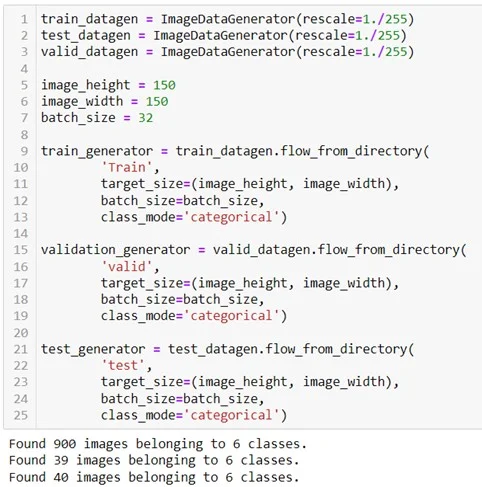 1 train_datagen = ImageDataGenerator(rescale=1./255)
2 test_datagen = ImageDataGenerator(rescale=1./255)
3 valid_datagen = ImageDataGenerator(rescale=1./255)
4
5 image_height = 150
6 image_width = 150
7 batch_size = 32
8
9 train_generator = train_datagen.flow_from_directory(
10         'Train',
11         target_size=(image_height, image_width),
12         batch_size=batch_size,
13         class_mode='categorical')
14
15 validation_generator = valid_datagen.flow_from_directory(
16         'valid',
17         target_size=(image_height, image_width),
18         batch_size=batch_size,
19         class_mode='categorical')
20
21 test_generator = test_datagen.flow_from_directory(
22         'test',
23         target_size=(image_height, image_width),
24         batch_size=batch_size,
25         class_mode='categorical')
Found 900 images belonging to 6 classes.
Found 39 images belonging to 6 classes.
Found 40 images belonging to 6 classes.